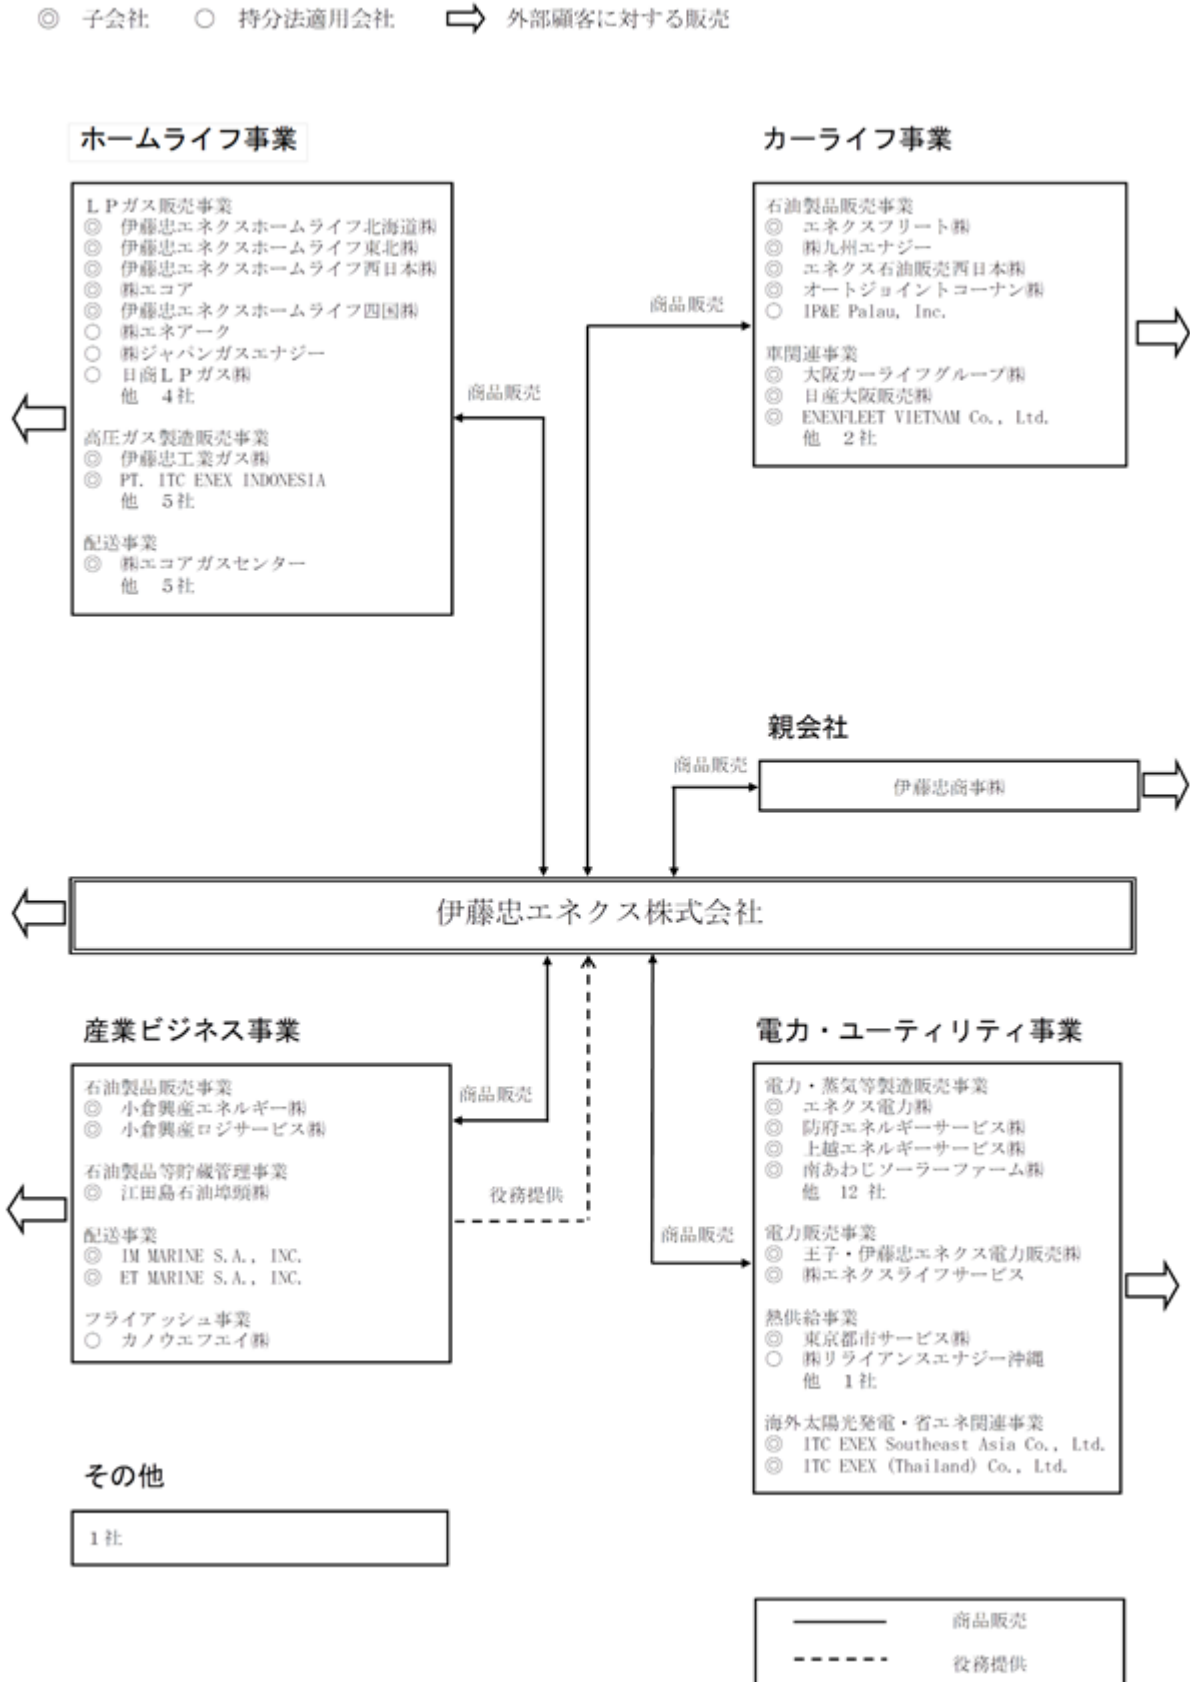 ◎ 子会社 ○ 持分法適用会社 ⇨ 外部顧客に対する販売
ホームライフ事業
LPガス販売事業
◎ 伊藤忠エネクスホームライフ北海道㈱
◎ 伊藤忠エネクスホームライフ東北㈱
◎ 伊藤忠エネクスホームライフ西日本㈱
◎ ㈱エコア
◎ 伊藤忠エネクスホームライフ四国㈱
○ ㈱エネアーク
○ ㈱ジャパンガスエナジー
○ 日商LPガス㈱
他 4社
高圧ガス製造販売事業
◎ 伊藤忠工業ガス㈱
◎ PT. ITC ENEX INDONESIA
他 5社
配送事業
◎ ㈱エコアガスセンター
他 5社
商品販売
カーライフ事業
石油製品販売事業
◎ エネクスフリート㈱
◎ ㈱九州エナジー
◎ エネクス石油販売西日本㈱
◎ オートジョイントコーナン㈱
○ IP&E Palau, Inc.
車関連事業
◎ 大阪カーライフグループ㈱
◎ 日産大阪販売㈱
◎ ENEXFLEET VIETNAM Co., Ltd.
他 2社
商品販売
親会社
商品販売
伊藤忠商事㈱
伊藤忠エネクス株式会社
産業ビジネス事業
石油製品販売事業
◎ 小倉興産エネルギー㈱
◎ 小倉興産ロジサービス㈱
石油製品等貯蔵管理事業
◎ 江田島石油埠頭㈱
配送事業
◎ IM MARINE S.A., INC.
◎ ET MARINE S.A., INC.
フライアッシュ事業
○ カノウエフエイ㈱
商品販売
役務提供
電力・ユーティリティ事業
電力・蒸気等製造販売事業
◎ エネクス電力㈱
◎ 防府エネルギーサービス㈱
◎ 上越エネルギーサービス㈱
◎ 南あわじソーラーファーム㈱
他 12 社
電力販売事業
◎ 王子・伊藤忠エネクス電力販売㈱
◎ ㈱エネクスライフサービス
熱供給事業
◎ 東京都市サービス㈱
○ ㈱リライアンスエナジー沖縄
他 1社
海外太陽光発電・省エネ関連事業
◎ ITC ENEX Southeast Asia Co., Ltd.
◎ ITC ENEX (Thailand) Co., Ltd.
商品販売
その他
1社
商品販売
役務提供